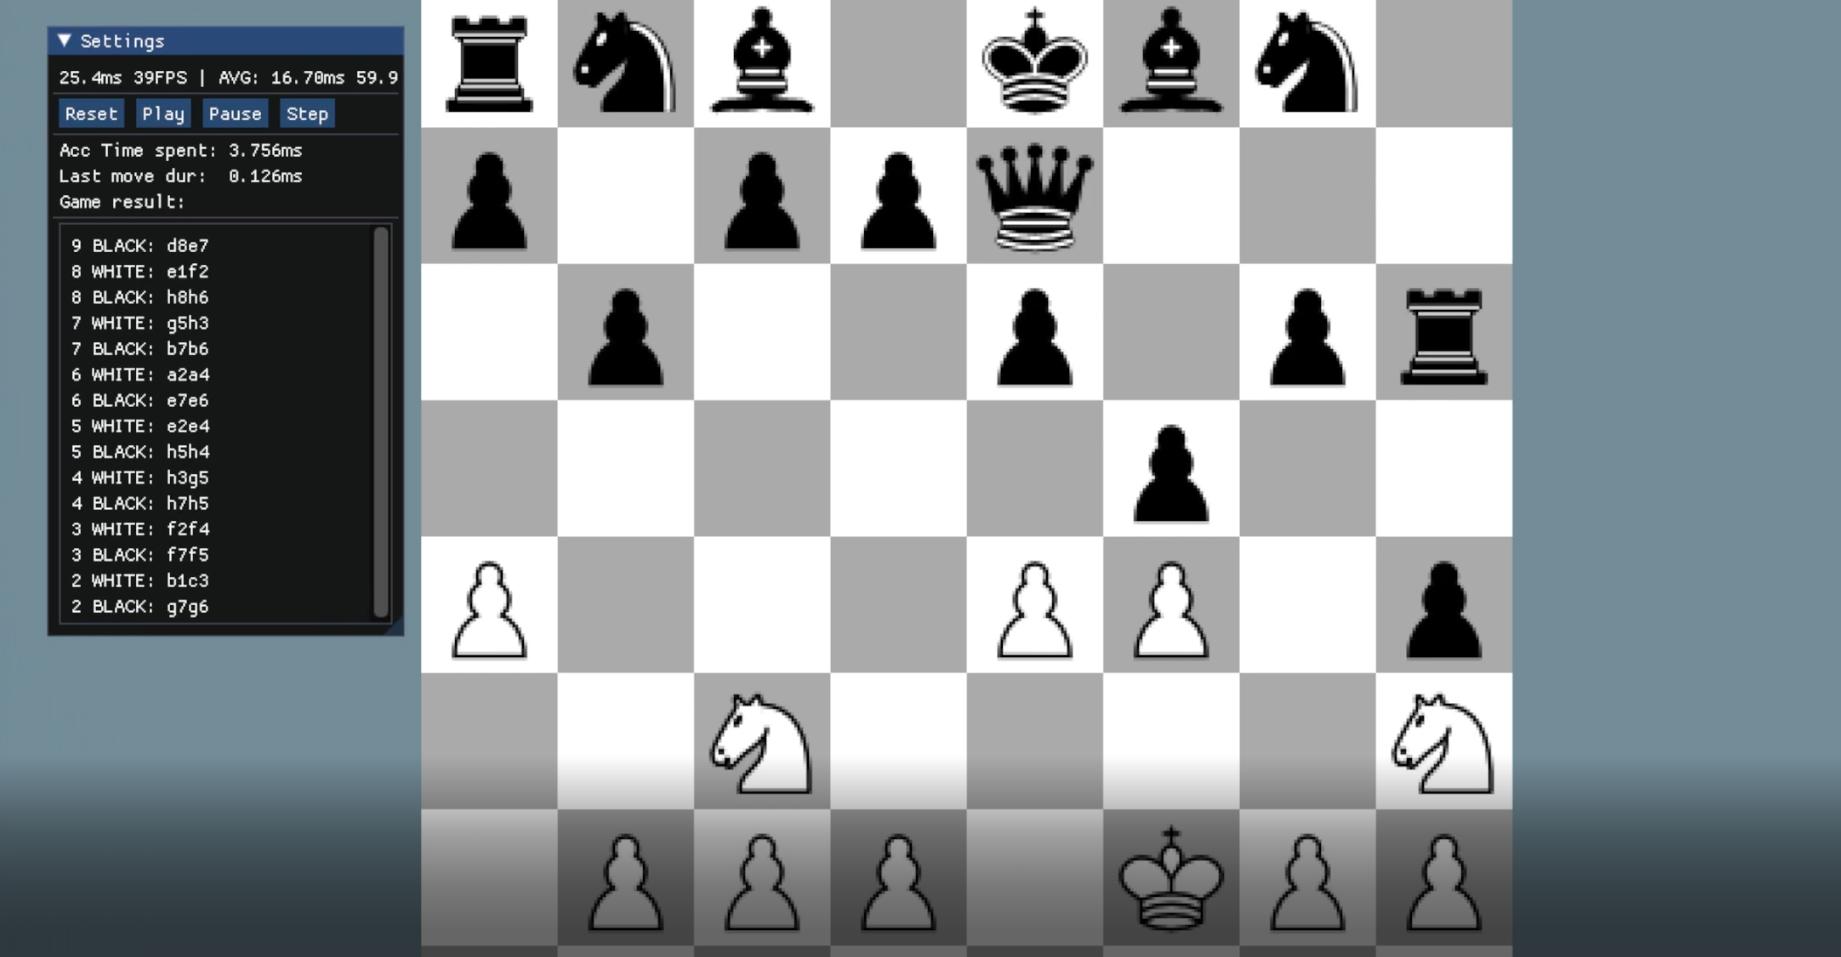 Settings
25.4ms 39FPS | AVG: 16.70ms 59.9
Reset Play Pause Step
Acc Time spent: 3.756ms
Last move dur: 0.126ms
Game result:
9 BLACK: d8e7
8 WHITE: e1f2
8 BLACK: h8h6
7 WHITE: g5h3
7 BLACK: b7b6
6 WHITE: a2a4
6 BLACK: e7e6
5 WHITE: e2e4
5 BLACK: h5h4
4 WHITE: h3g5
4 BLACK: h7h5
3 WHITE: f2f4
3 BLACK: f7f5
2 WHITE: b1c3
2 BLACK: g7g6